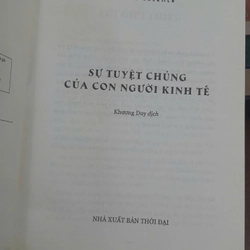 SỰ TUYỆT CHỦNG
CỦA CON NGƯỜI KINH TẾ
Khương Duy dịch
NHÀ XUẤT BẢN THỜI ĐẠI